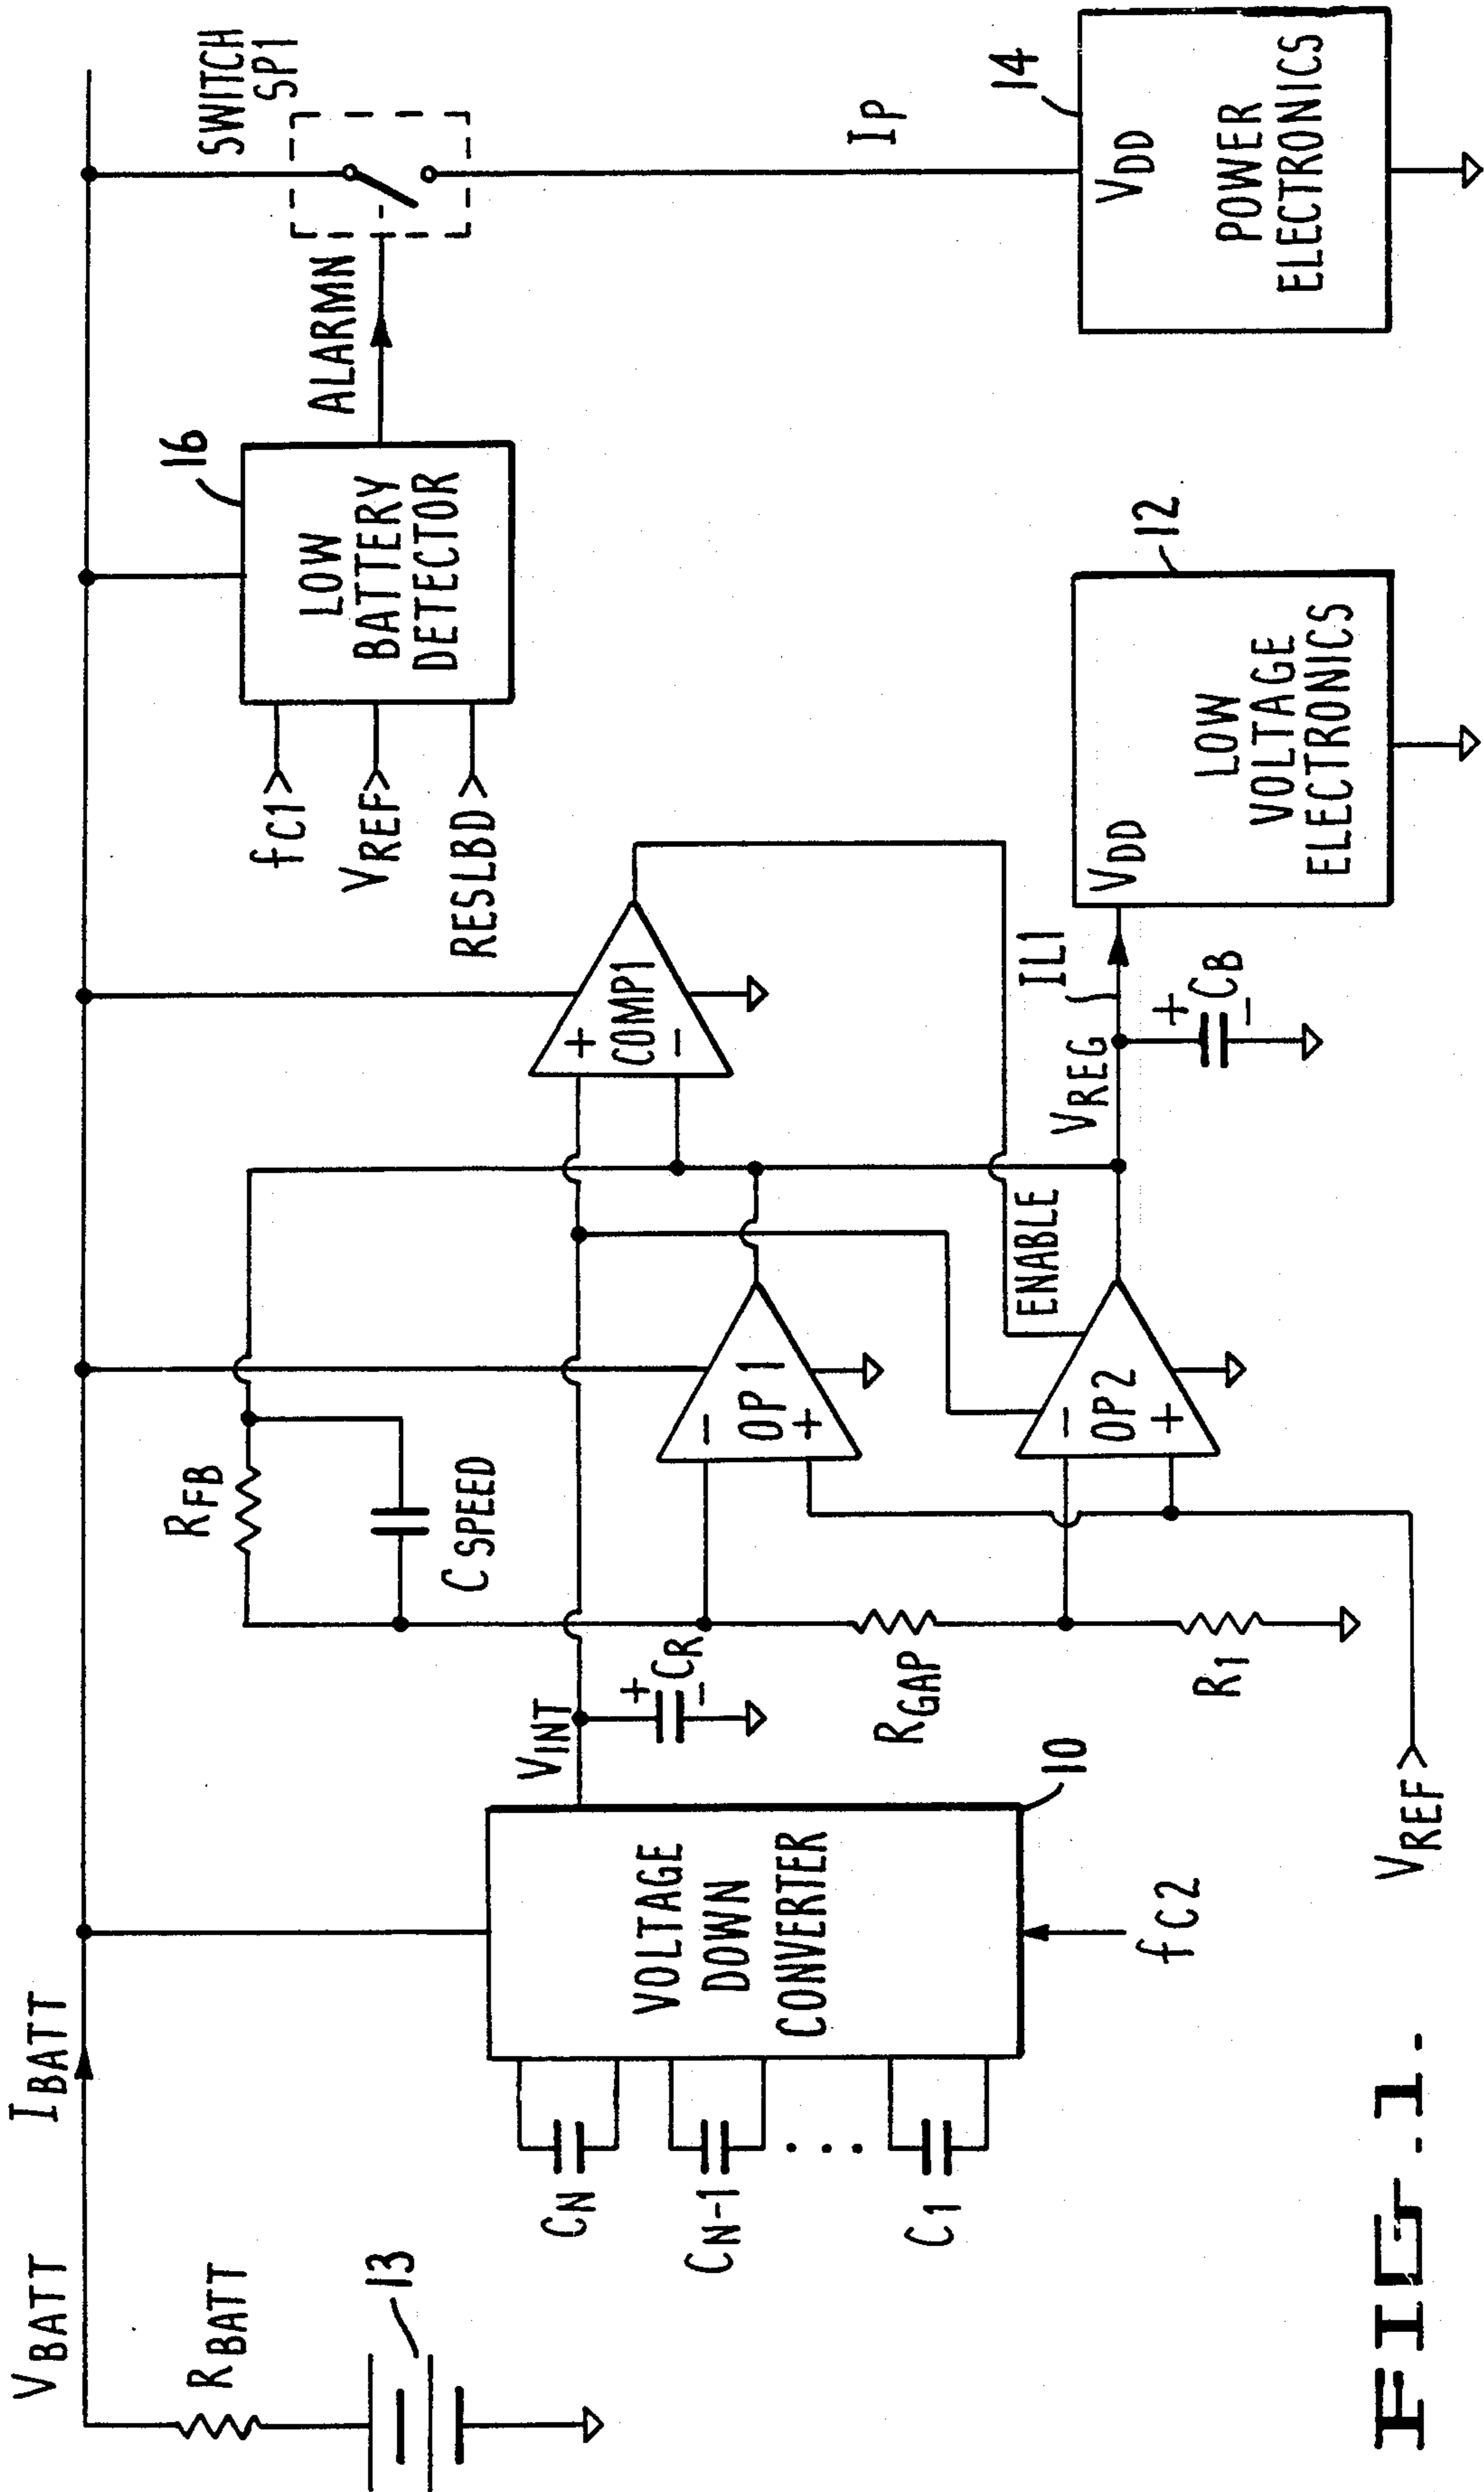 VBATT
IBATT
RBATT
13
CN
CN-1
C1
VOLTAGE
DOWN
CONVERTER
10
fC2
VINT
+
CR
−
RFB
CSPEED
RGAP
R1
VREF
−
OP 1
+
−
OP2
+
ENABLE
+
COMP1
−
VREG
+
CB
−
IL1
VDD
LOW
VOLTAGE
ELECTRONICS
12
fC1
VREF
RESLBD
LOW
BATTERY
DETECTOR
16
ALARMN
SWITCH
SP1
IP
14
VDD
POWER
ELECTRONICS
FIG.1.